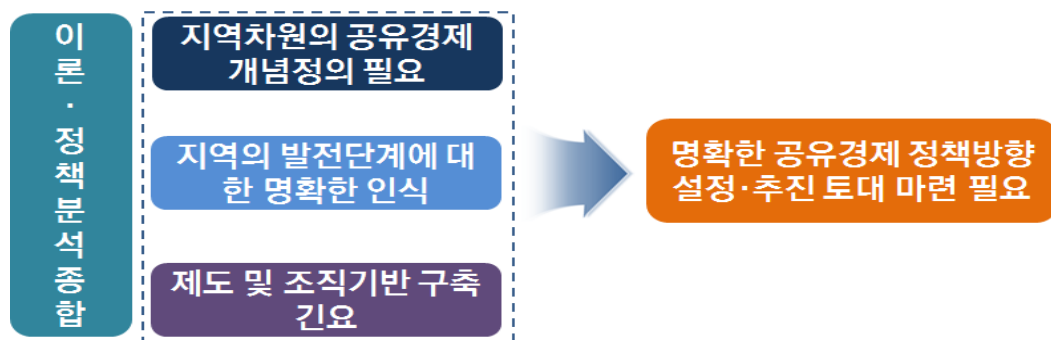 이론·정책분석종합
지역차원의 공유경제
개념정의 필요
지역의 발전단계에 대
한 명확한 인식
제도 및 조직기반 구축
긴요
명확한 공유경제 정책방향
설정·추진 토대 마련 필요